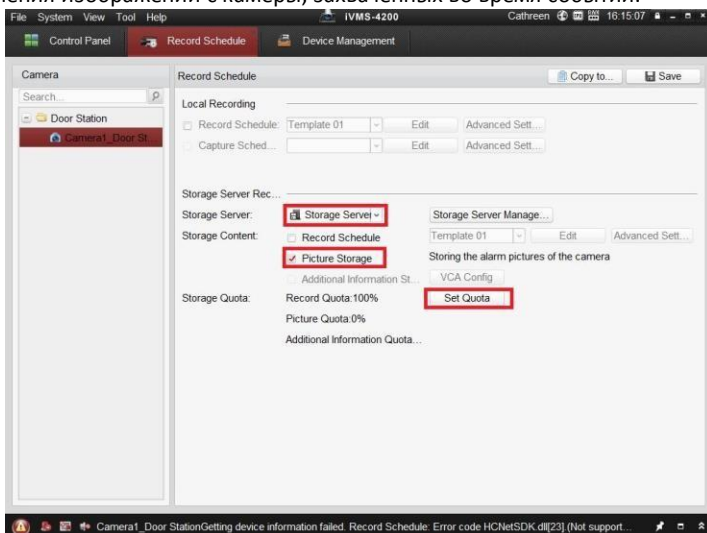 File System View Tool Help iVMS-4200 Cathreen 16:15:07
Control Panel Record Schedule Device Management
Camera
Search...
Door Station
Camera1_Door St...
Record Schedule Copy to... Save
Local Recording
Record Schedule: Template 01 Edit Advanced Sett...
Capture Sched... Edit Advanced Sett...
Storage Server Rec...
Storage Server: Storage Server Storage Server Manage...
Storage Content: Record Schedule Template 01 Edit Advanced Sett...
Picture Storage Storing the alarm pictures of the camera
Additional Information St... VCA Config
Storage Quota: Record Quota:100% Set Quota
Picture Quota:0%
Additional Information Quota...
Camera1_Door StationGetting device information failed. Record Schedule: Error code HCNetSDK.dll[23].(Not support...